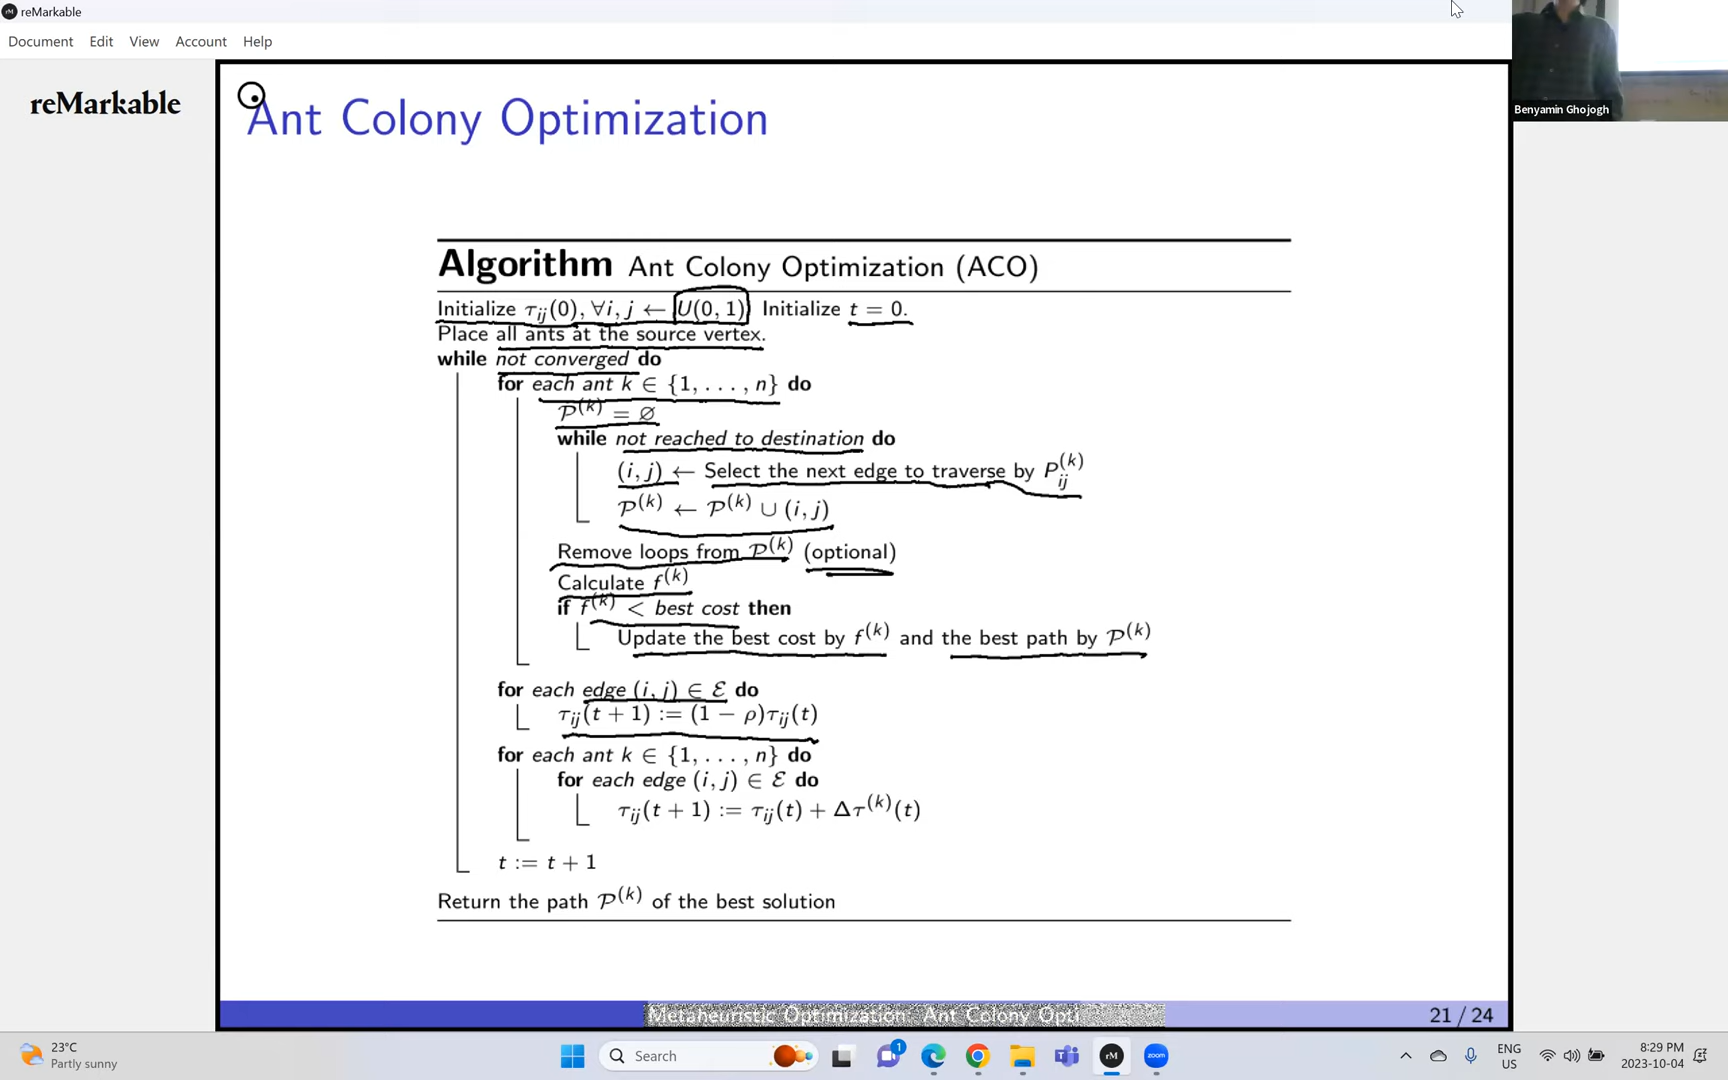 reMarkable
Document Edit View Account Help
reMarkable
Benyamin Ghojogh
Ant Colony Optimization
Algorithm Ant Colony Optimization (ACO)
Initialize τij(0), ∀i, j ← U(0, 1) Initialize t = 0.
Place all ants at the source vertex.
while not converged do
for each ant k ∈ {1, . . . , n} do
P(k) = ∅
while not reached to destination do
(i, j) ← Select the next edge to traverse by Pij(k)
P(k) ← P(k) ∪ (i, j)
Remove loops from P(k) (optional)
Calculate f(k)
if f(k) < best cost then
Update the best cost by f(k) and the best path by P(k)
for each edge (i, j) ∈ E do
τij(t + 1) := (1 − ρ)τij(t)
for each ant k ∈ {1, . . . , n} do
for each edge (i, j) ∈ E do
τij(t + 1) := τij(t) + Δτ(k)(t)
t := t + 1
Return the path P(k) of the best solution
Metaheuristic Optimization: Ant Colony Opti
21 / 24
23°C
Partly sunny
Search
1
rM
zoom
ENG
US
8:29 PM
2023-10-04